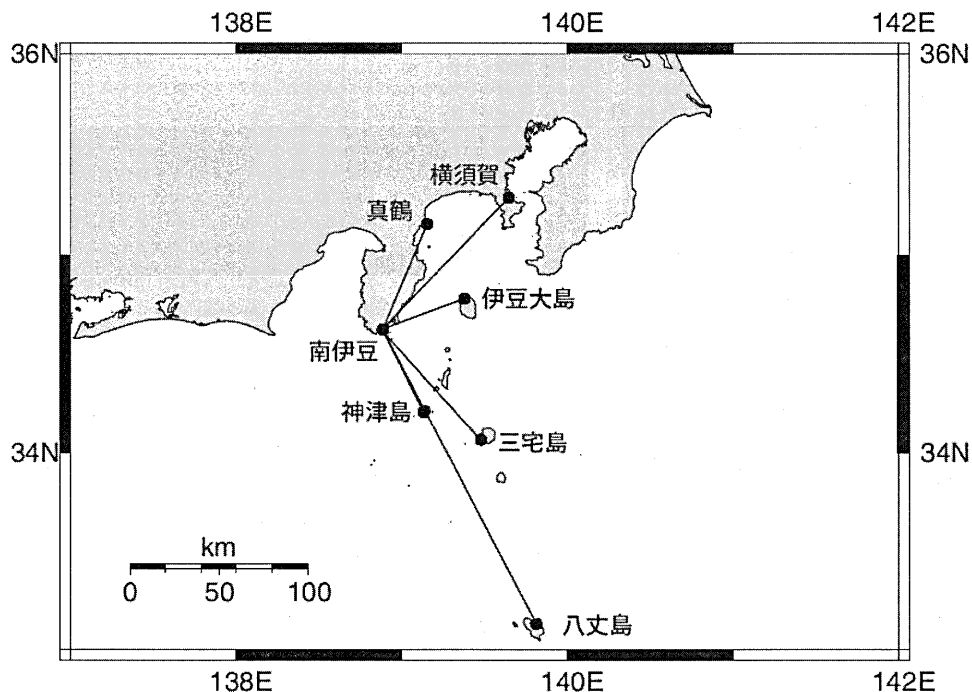 138E 140E 142E
36N 36N
横須賀
真鶴
伊豆大島
南伊豆
神津島
三宅島
34N 34N
km
0 50 100
八丈島
138E 140E 142E